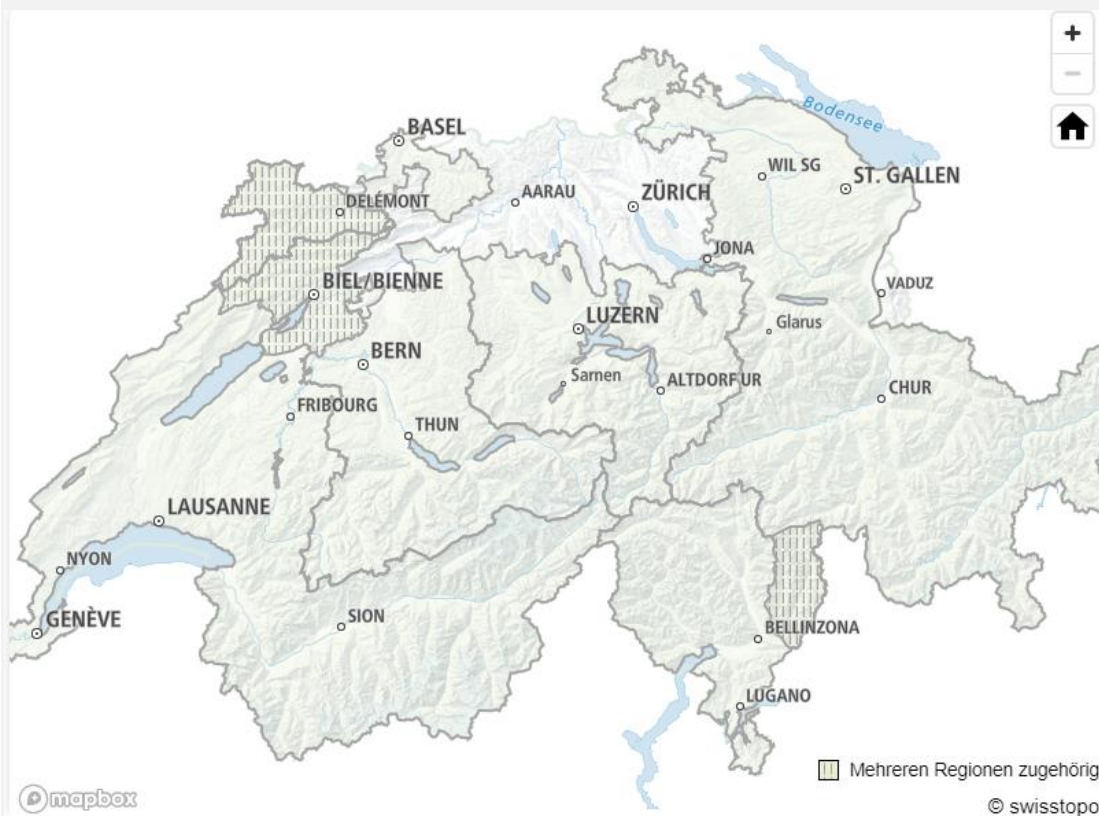 +
−
Bodensee
BASEL
WIL SG
ST. GALLEN
DELÉMONT
AARAU
ZÜRICH
JONA
BIEL/BIENNE
VADUZ
LUZERN
Glarus
BERN
Sarnen
ALTDORF UR
CHUR
FRIBOURG
THUN
LAUSANNE
NYON
GENÈVE
SION
BELLINZONA
LUGANO
Mehreren Regionen zugehörig
mapbox
© swisstopo